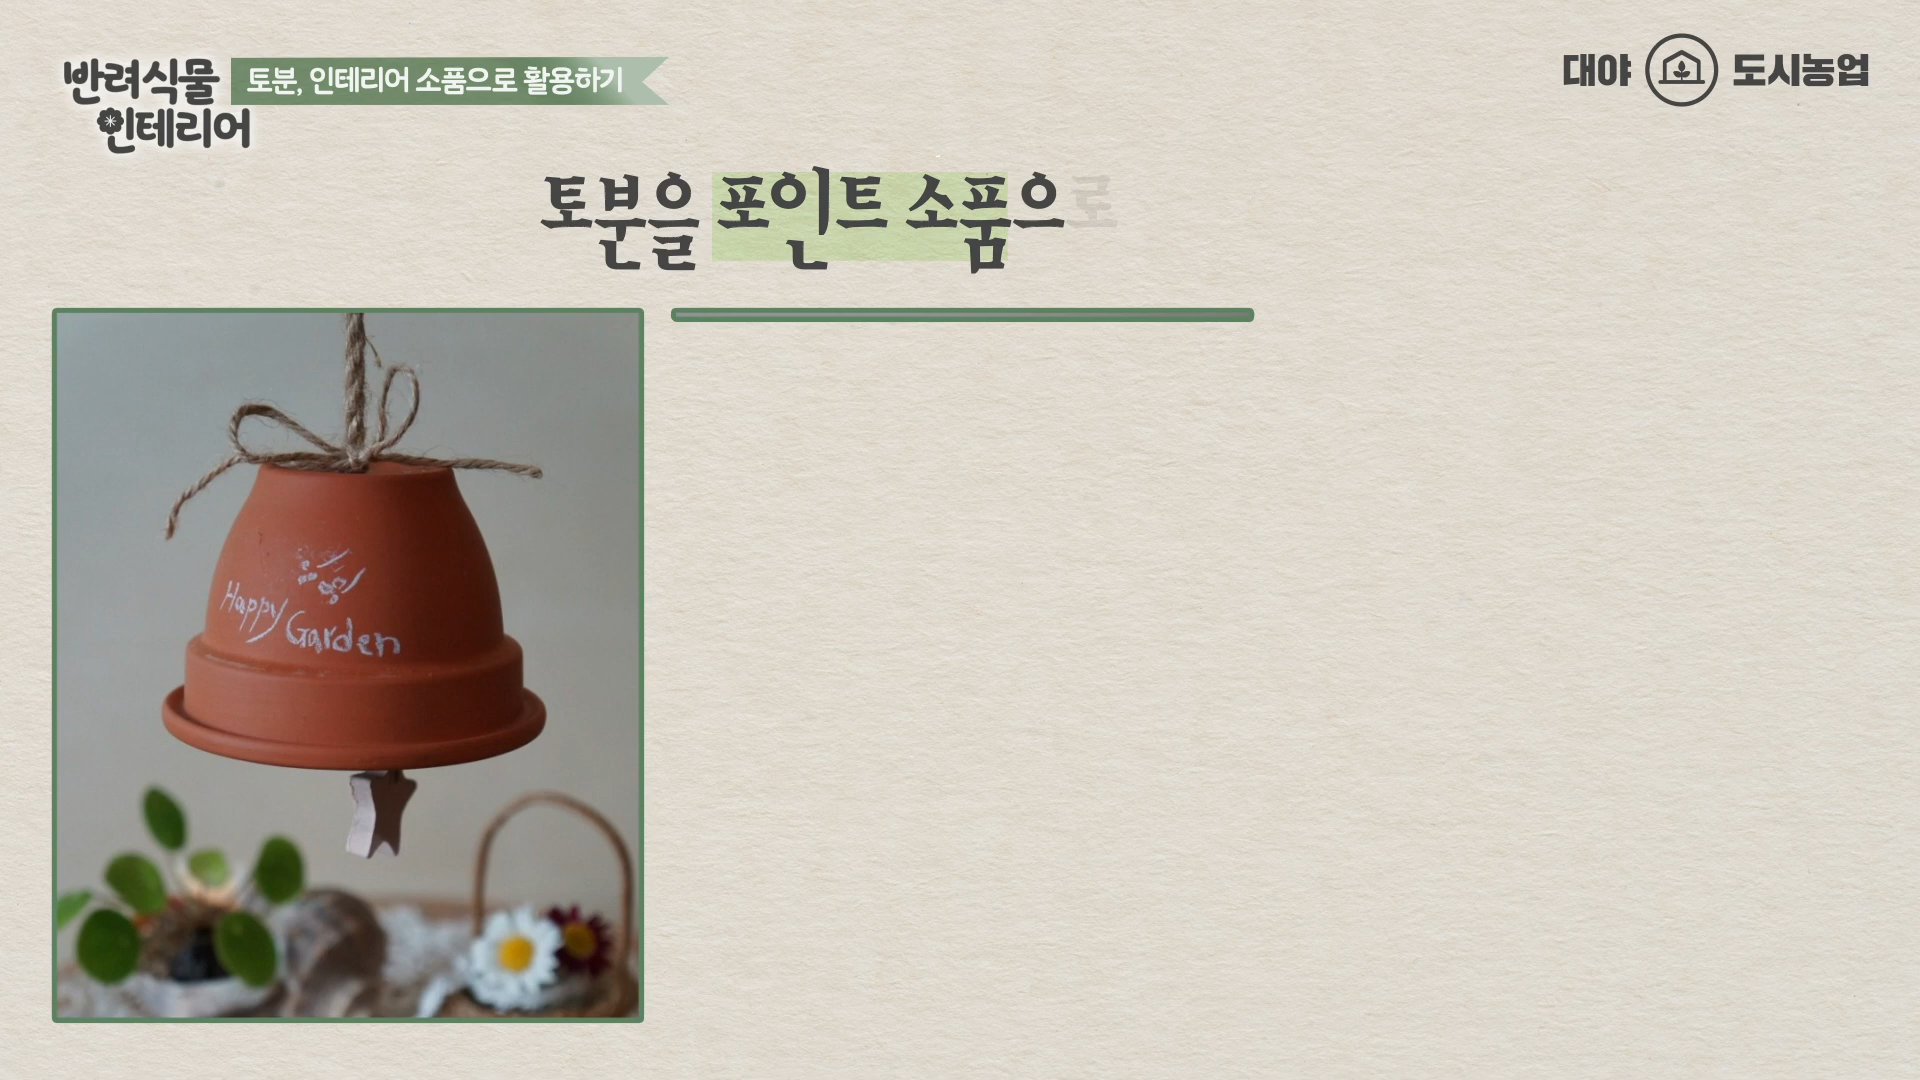 반려식물
인테리어
토분, 인테리어 소품으로 활용하기
대야 도시농업
토분을 포인트 소품으로
Happy
Garden